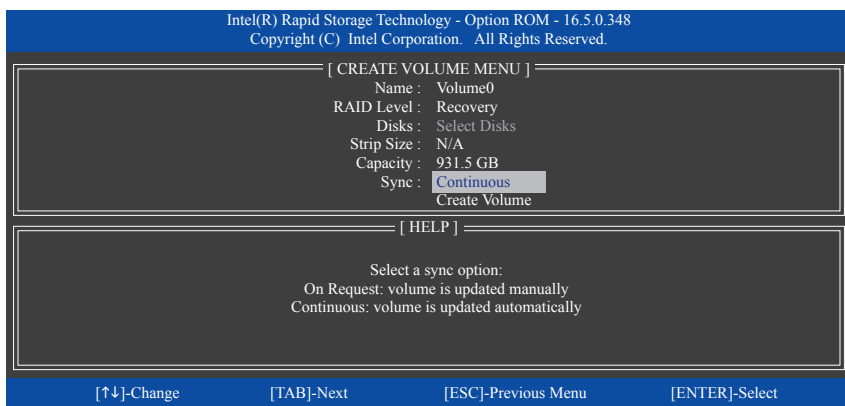 Intel(R) Rapid Storage Technology - Option ROM - 16.5.0.348
Copyright (C) Intel Corporation. All Rights Reserved.
[ CREATE VOLUME MENU ]
Name : Volume0
RAID Level : Recovery
Disks : Select Disks
Strip Size : N/A
Capacity : 931.5 GB
Sync : Continuous
Create Volume
[ HELP ]
Select a sync option:
On Request: volume is updated manually
Continuous: volume is updated automatically
[↑↓]-Change [TAB]-Next [ESC]-Previous Menu [ENTER]-Select